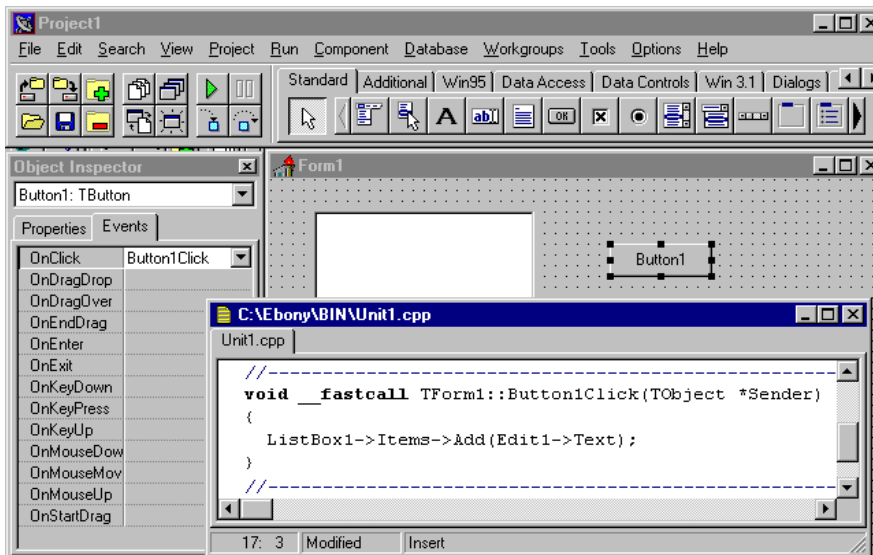 Project1
File Edit Search View Project Run Component Database Workgroups Tools Options Help
Standard Additional Win95 Data Access Data Controls Win 3.1 Dialogs
A ab OK
Object Inspector
Button1: TButton
Properties Events
OnClick Button1Click
OnDragDrop
OnDragOver
OnEndDrag
OnEnter
OnExit
OnKeyDown
OnKeyPress
OnKeyUp
OnMouseDow
OnMouseMov
OnMouseUp
OnStartDrag
Form1
Button1
C:\Ebony\BIN\Unit1.cpp
Unit1.cpp
//------------------------------------------------------
void __fastcall TForm1::Button1Click(TObject *Sender)
{
ListBox1->Items->Add(Edit1->Text);
}
//------------------------------------------------------
17: 3 Modified Insert